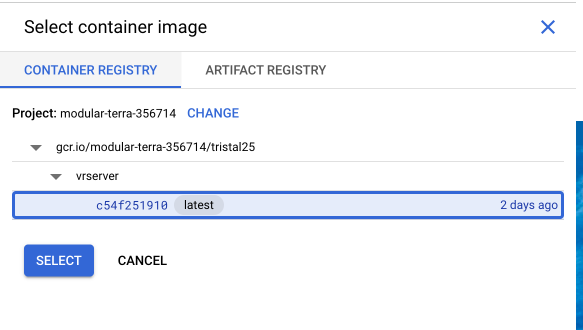 Select container image
CONTAINER REGISTRY ARTIFACT REGISTRY
Project: modular-terra-356714 CHANGE
gcr.io/modular-terra-356714/tristal25
vrserver
c54f251910 latest 2 days ago
SELECT CANCEL